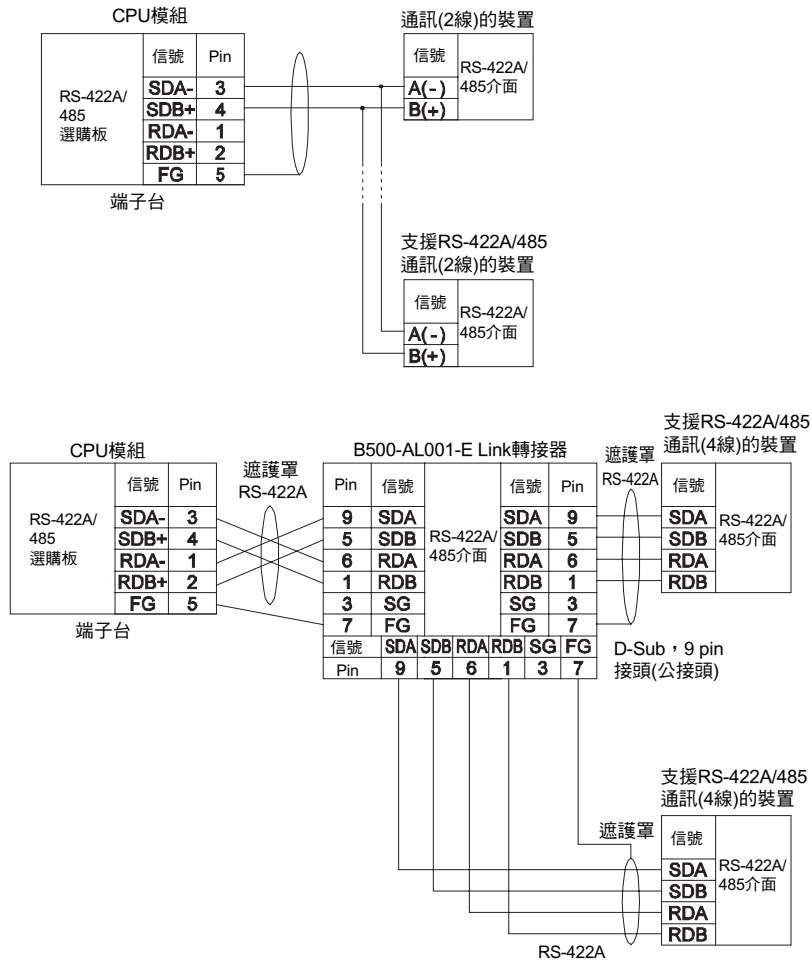 CPU模組
通訊(2線)的裝置
RS-422A/
485
選購板
信號 Pin
SDA- 3
SDB+ 4
RDA- 1
RDB+ 2
FG 5
端子台
信號
A(-)
B(+)
RS-422A/
485介面
支援RS-422A/485
通訊(2線)的裝置
信號
A(-)
B(+)
RS-422A/
485介面
CPU模組
RS-422A/
485
選購板
信號 Pin
SDA- 3
SDB+ 4
RDA- 1
RDB+ 2
FG 5
端子台
遮護罩
RS-422A
B500-AL001-E Link轉接器
Pin 信號
9 SDA
5 SDB
6 RDA
1 RDB
3 SG
7 FG
RS-422A/
485介面
信號 Pin
SDA 9
SDB 5
RDA 6
RDB 1
SG 3
FG 7
信號 SDA SDB RDA RDB SG FG
Pin 9 5 6 1 3 7
遮護罩
RS-422A
支援RS-422A/485
通訊(4線)的裝置
信號
SDA
SDB
RDA
RDB
RS-422A/
485介面
D-Sub，9 pin
接頭(公接頭)
支援RS-422A/485
通訊(4線)的裝置
遮護罩
信號
SDA
SDB
RDA
RDB
RS-422A/
485介面
RS-422A